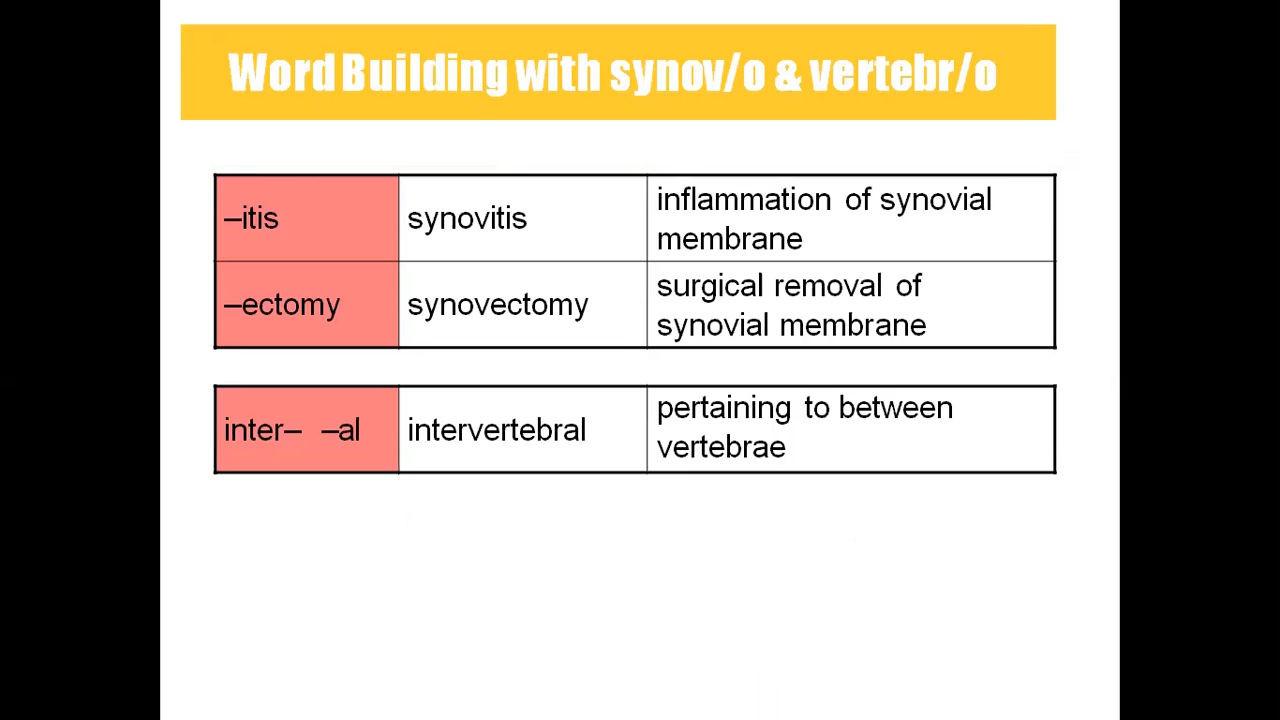 Word Building with synov/o & vertebr/o
–itis synovitis inflammation of synovial
membrane
–ectomy synovectomy surgical removal of
synovial membrane
inter– –al intervertebral pertaining to between
vertebrae